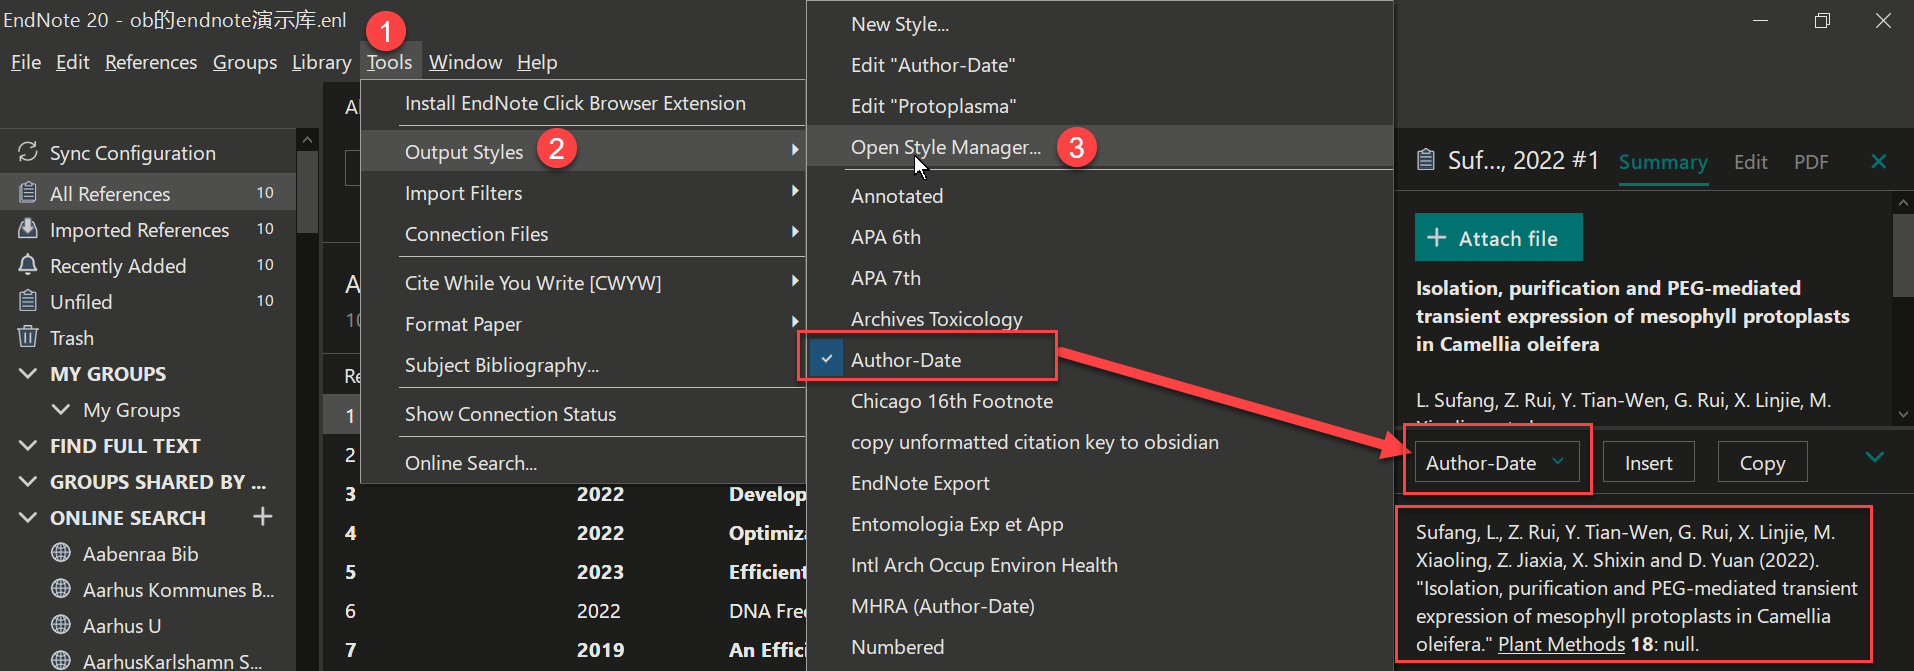 EndNote 20 - ob的endnote演示库.enl
1
File Edit References Groups Library Tools Window Help
Sync Configuration
All References 10
Imported References 10
Recently Added 10
Unfiled 10
Trash
MY GROUPS
My Groups
FIND FULL TEXT
GROUPS SHARED BY ...
ONLINE SEARCH +
Aabenraa Bib
Aarhus Kommunes B...
Aarhus U
AarhusKarlshamn S...
Install EndNote Click Browser Extension
Output Styles 2
Import Filters
Connection Files
Cite While You Write [CWYW]
Format Paper
Subject Bibliography...
Show Connection Status
Online Search...
1
2
3 2022 Develop
4 2022 Optimiz
5 2023 Efficient
6 2022 DNA Fre
7 2019 An Effici
New Style...
Edit "Author-Date"
Edit "Protoplasma"
Open Style Manager... 3
Annotated
APA 6th
APA 7th
Archives Toxicology
Author-Date
Chicago 16th Footnote
copy unformatted citation key to obsidian
EndNote Export
Entomologia Exp et App
Intl Arch Occup Environ Health
MHRA (Author-Date)
Numbered
Suf..., 2022 #1 Summary Edit PDF
+ Attach file
Isolation, purification and PEG-mediated
transient expression of mesophyll protoplasts
in Camellia oleifera
L. Sufang, Z. Rui, Y. Tian-Wen, G. Rui, X. Linjie, M.
Author-Date Insert Copy
Sufang, L., Z. Rui, Y. Tian-Wen, G. Rui, X. Linjie, M.
Xiaoling, Z. Jiaxia, X. Shixin and D. Yuan (2022).
"Isolation, purification and PEG-mediated transient
expression of mesophyll protoplasts in Camellia
oleifera." Plant Methods 18: null.